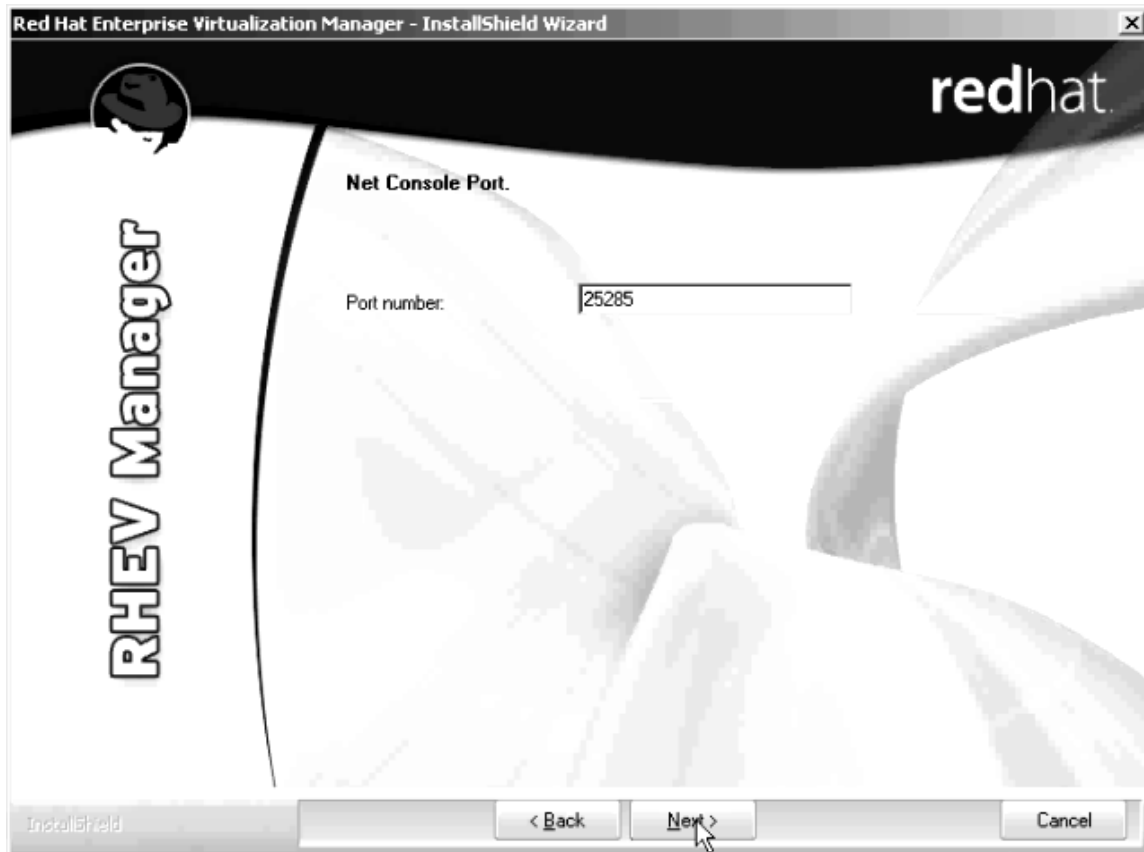 Red Hat Enterprise Virtualization Manager - InstallShield Wizard
redhat.
Net Console Port.
Port number:
25285
RHEV Manager
InstallShield
< Back
Next >
Cancel